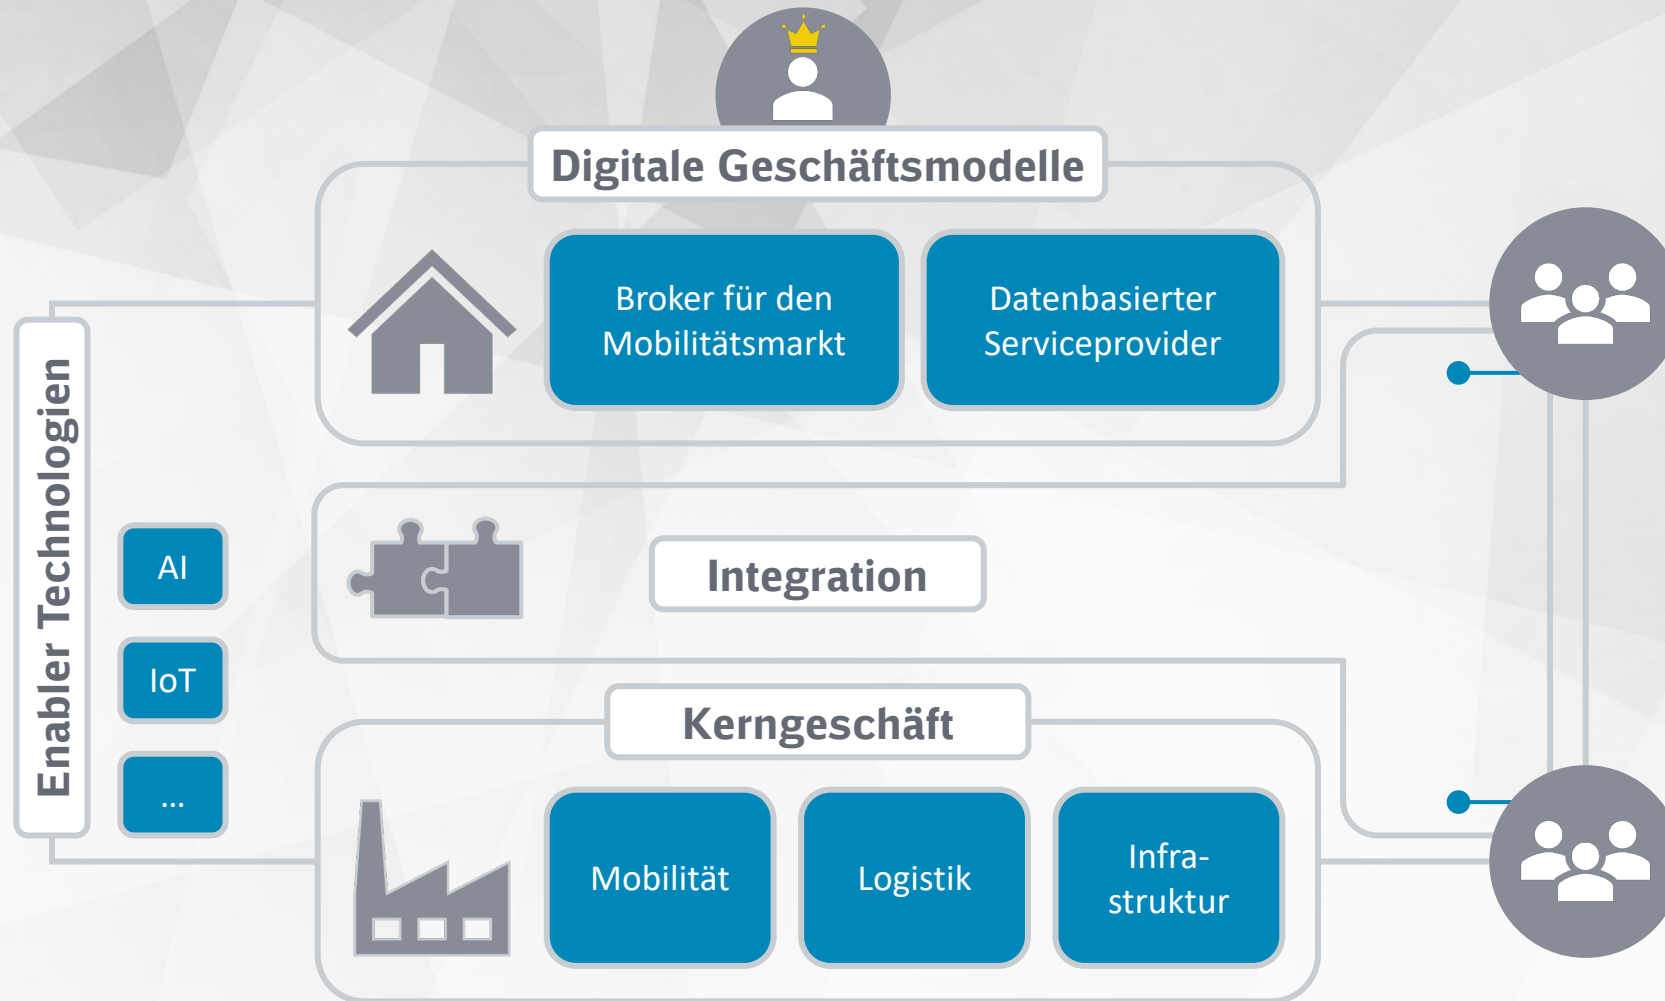 Digitale Geschäftsmodelle
Broker für den
Mobilitätsmarkt
Datenbasierter
Serviceprovider
Enabler Technologien
AI
IoT
...
Integration
Kerngeschäft
Mobilität
Logistik
Infra-
struktur